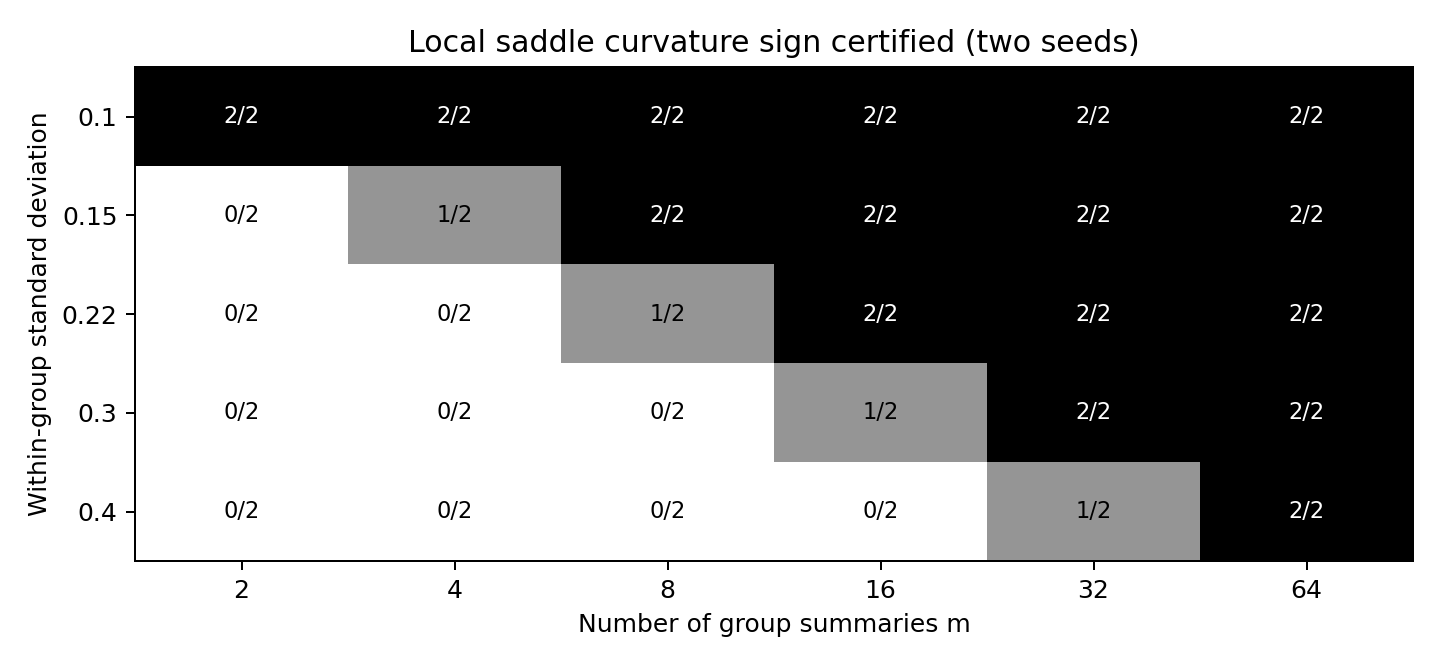 Local saddle curvature sign certified (two seeds)
Within-group standard deviation
0.1 2/2 2/2 2/2 2/2 2/2 2/2
0.15 0/2 1/2 2/2 2/2 2/2 2/2
0.22 0/2 0/2 1/2 2/2 2/2 2/2
0.3 0/2 0/2 0/2 1/2 2/2 2/2
0.4 0/2 0/2 0/2 0/2 1/2 2/2
2 4 8 16 32 64
Number of group summaries m